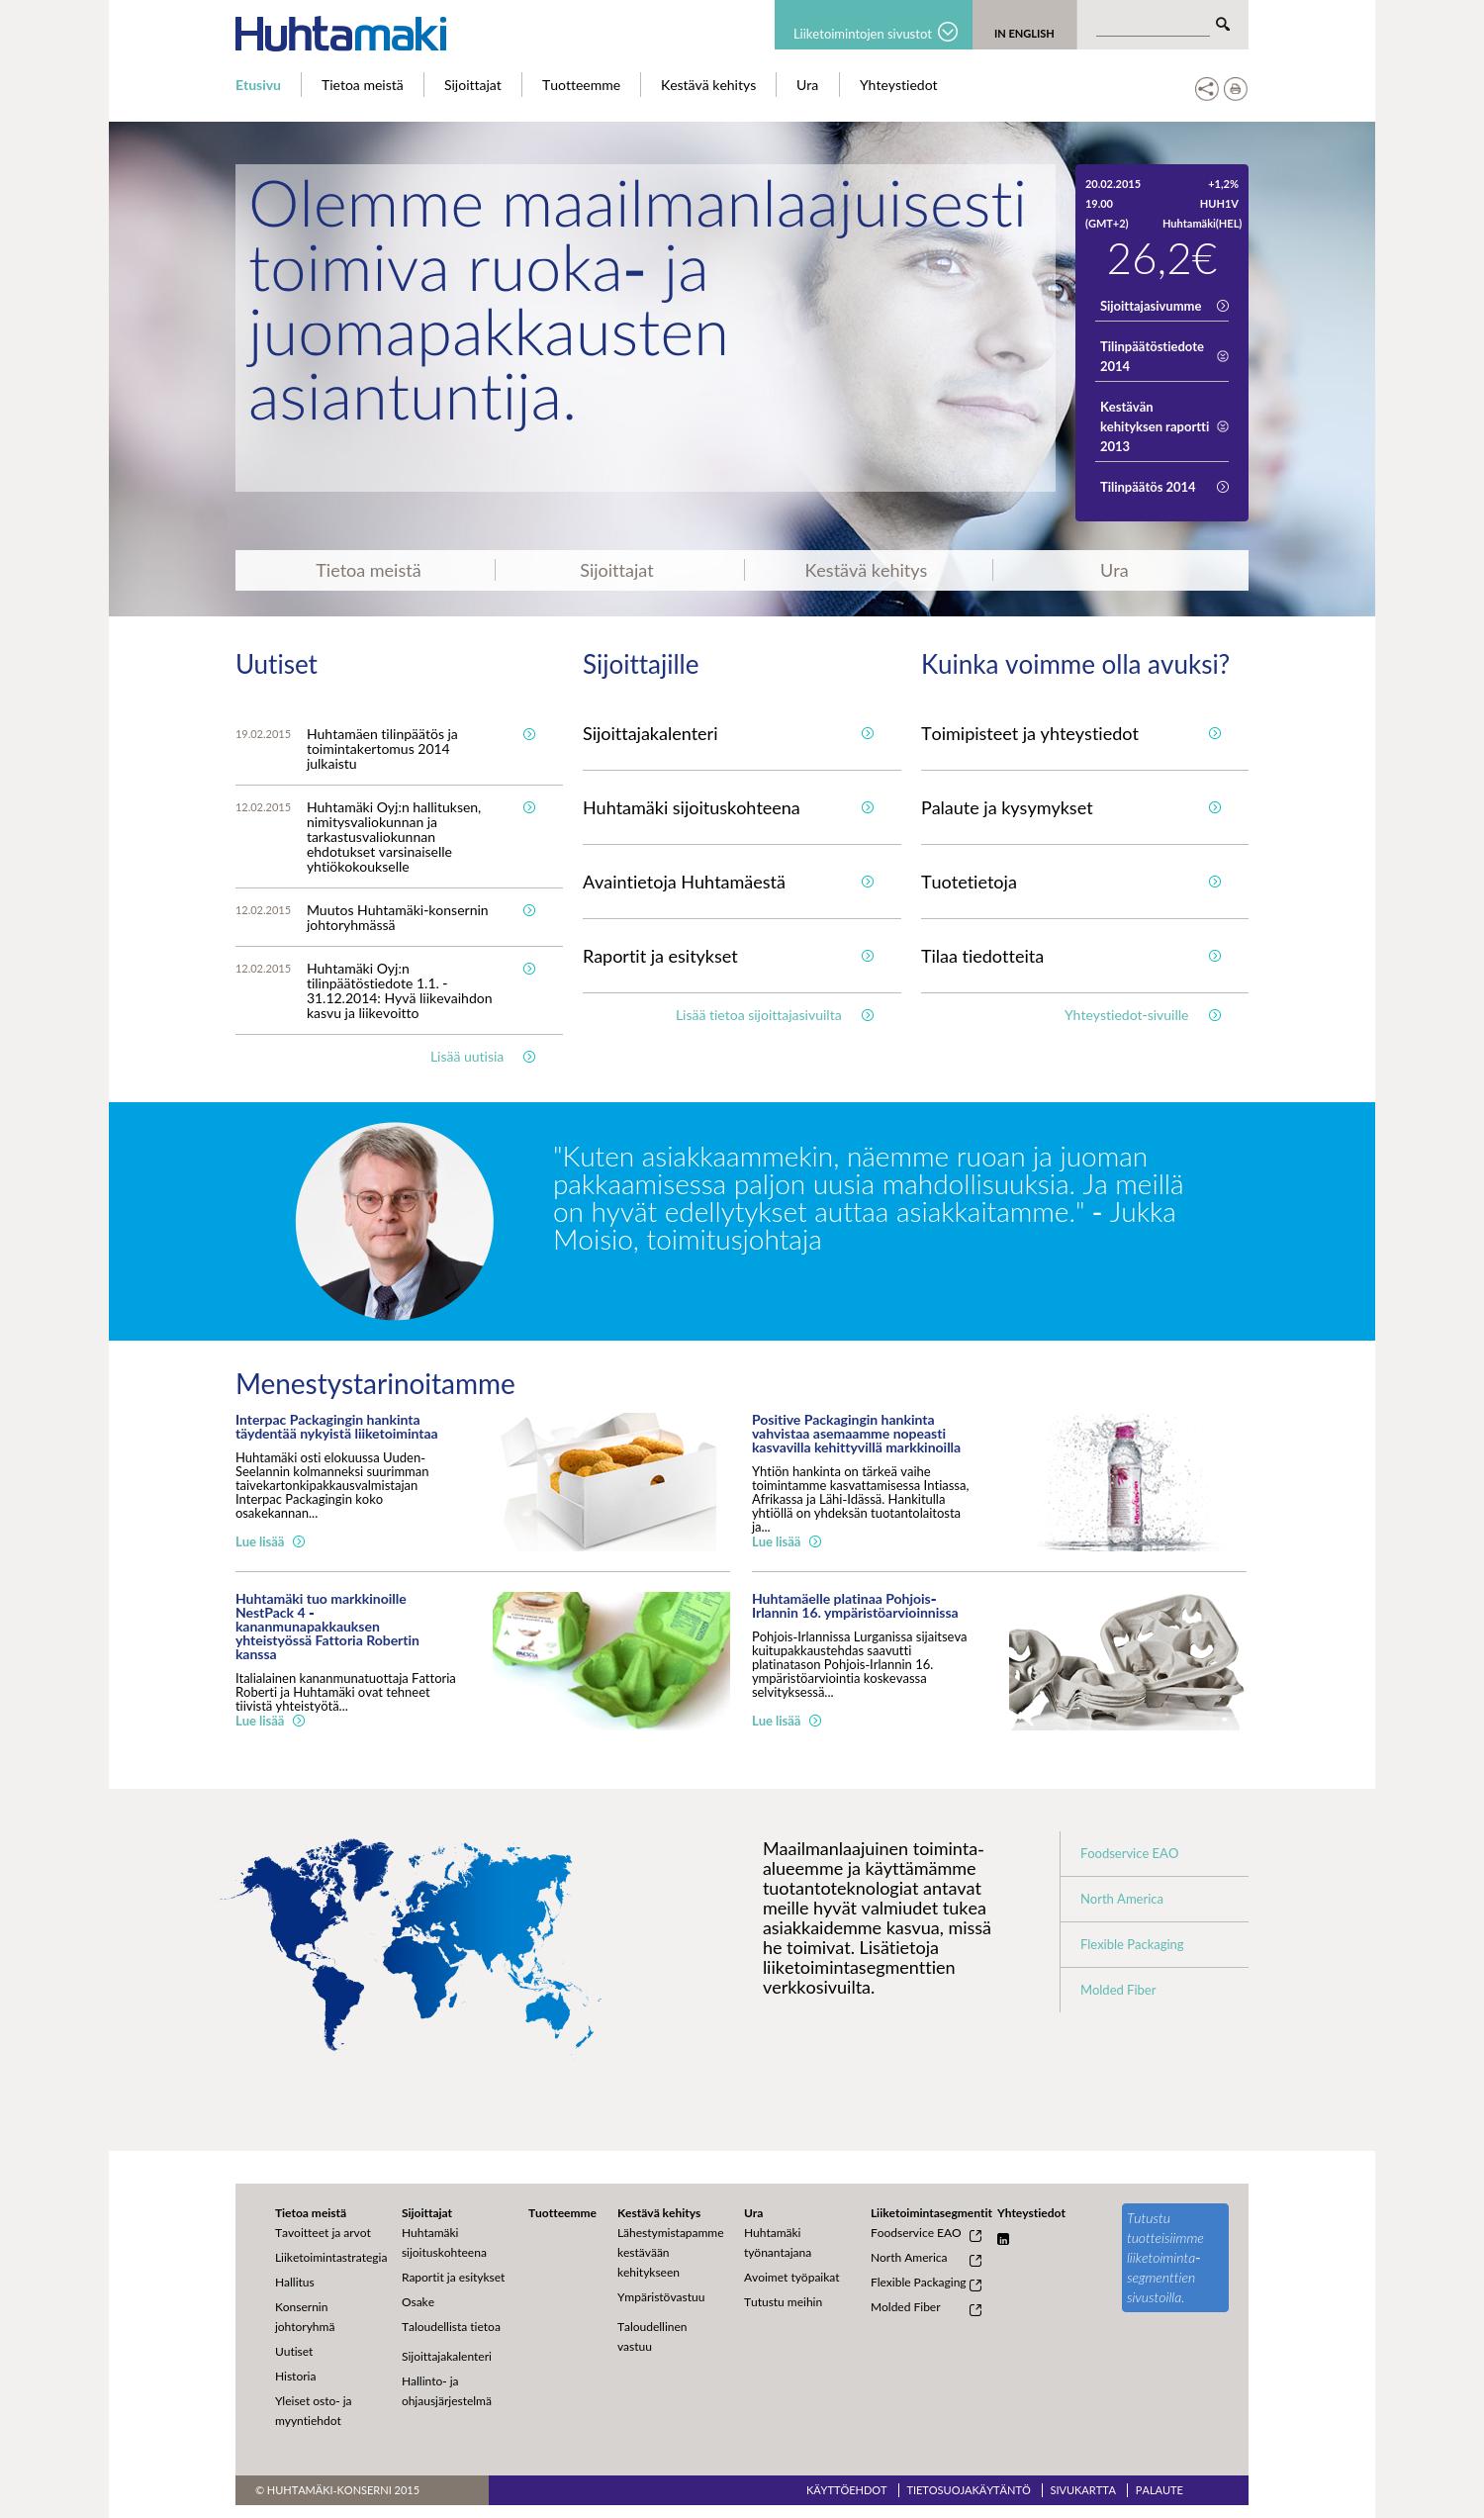 Huhtamaki
Liiketoimintojen sivustot
IN ENGLISH
Etusivu
Tietoa meistä
Sijoittajat
Tuotteemme
Kestävä kehitys
Ura
Yhteystiedot
Olemme maailmanlaajuisesti
toimiva ruoka- ja
juomapakkausten
asiantuntija.
20.02.2015 +1,2%
19.00 HUH1V
(GMT+2) Huhtamäki(HEL)
26,2€
Sijoittajasivumme
Tilinpäätöstiedote
2014
Kestävän
kehityksen raportti
2013
Tilinpäätös 2014
Tietoa meistä
Sijoittajat
Kestävä kehitys
Ura
Uutiset
19.02.2015 Huhtamäen tilinpäätös ja
toimintakertomus 2014
julkaistu
12.02.2015 Huhtamäki Oyj:n hallituksen,
nimitysvaliokunnan ja
tarkastusvaliokunnan
ehdotukset varsinaiselle
yhtiökokoukselle
12.02.2015 Muutos Huhtamäki-konsernin
johtoryhmässä
12.02.2015 Huhtamäki Oyj:n
tilinpäätöstiedote 1.1. -
31.12.2014: Hyvä liikevaihdon
kasvu ja liikevoitto
Lisää uutisia
Sijoittajille
Sijoittajakalenteri
Huhtamäki sijoituskohteena
Avaintietoja Huhtamäestä
Raportit ja esitykset
Lisää tietoa sijoittajasivuilta
Kuinka voimme olla avuksi?
Toimipisteet ja yhteystiedot
Palaute ja kysymykset
Tuotetietoja
Tilaa tiedotteita
Yhteystiedot-sivuille
"Kuten asiakkaammekin, näemme ruoan ja juoman
pakkaamisessa paljon uusia mahdollisuuksia. Ja meillä
on hyvät edellytykset auttaa asiakkaitamme." - Jukka
Moisio, toimitusjohtaja
Menestystarinoitamme
Interpac Packagingin hankinta
täydentää nykyistä liiketoimintaa
Huhtamäki osti elokuussa Uuden-
Seelannin kolmanneksi suurimman
taivekartonkipakkausvalmistajan
Interpac Packagingin koko
osakekannan...
Lue lisää
Positive Packagingin hankinta
vahvistaa asemaamme nopeasti
kasvavilla kehittyvillä markkinoilla
Yhtiön hankinta on tärkeä vaihe
toimintamme kasvattamisessa Intiassa,
Afrikassa ja Lähi-Idässä. Hankitulla
yhtiöllä on yhdeksän tuotantolaitosta
ja...
Lue lisää
Huhtamäki tuo markkinoille
NestPack 4 -
kananmunapakkauksen
yhteistyössä Fattoria Robertin
kanssa
Italialainen kananmunatuottaja Fattoria
Roberti ja Huhtamäki ovat tehneet
tiivistä yhteistyötä...
Lue lisää
Huhtamäelle platinaa Pohjois-
Irlannin 16. ympäristöarvioinnissa
Pohjois-Irlannissa Lurganissa sijaitseva
kuitupakkaustehdas saavutti
platinatason Pohjois-Irlannin 16.
ympäristöarviointia koskevassa
selvityksessä...
Lue lisää
Maailmanlaajuinen toiminta-
alueemme ja käyttämämme
tuotantoteknologiat antavat
meille hyvät valmiudet tukea
asiakkaidemme kasvua, missä
he toimivat. Lisätietoja
liiketoimintasegmenttien
verkkosivuilta.
Foodservice EAO
North America
Flexible Packaging
Molded Fiber
Tietoa meistä
Tavoitteet ja arvot
Liiketoimintastrategia
Hallitus
Konsernin
johtoryhmä
Uutiset
Historia
Yleiset osto- ja
myyntiehdot
Sijoittajat
Huhtamäki
sijoituskohteena
Raportit ja esitykset
Osake
Taloudellista tietoa
Sijoittajakalenteri
Hallinto- ja
ohjausjärjestelmä
Tuotteemme
Kestävä kehitys
Lähestymistapamme
kestävään
kehitykseen
Ympäristövastuu
Taloudellinen
vastuu
Ura
Huhtamäki
työnantajana
Avoimet työpaikat
Tutustu meihin
Liiketoimintasegmentit
Foodservice EAO
North America
Flexible Packaging
Molded Fiber
Yhteystiedot
in
Tutustu
tuotteisiimme
liiketoiminta-
segmenttien
sivustoilla.
© HUHTAMÄKI-KONSERNI 2015
KÄYTTÖEHDOT
TIETOSUOJAKÄYTÄNTÖ
SIVUKARTTA
PALAUTE